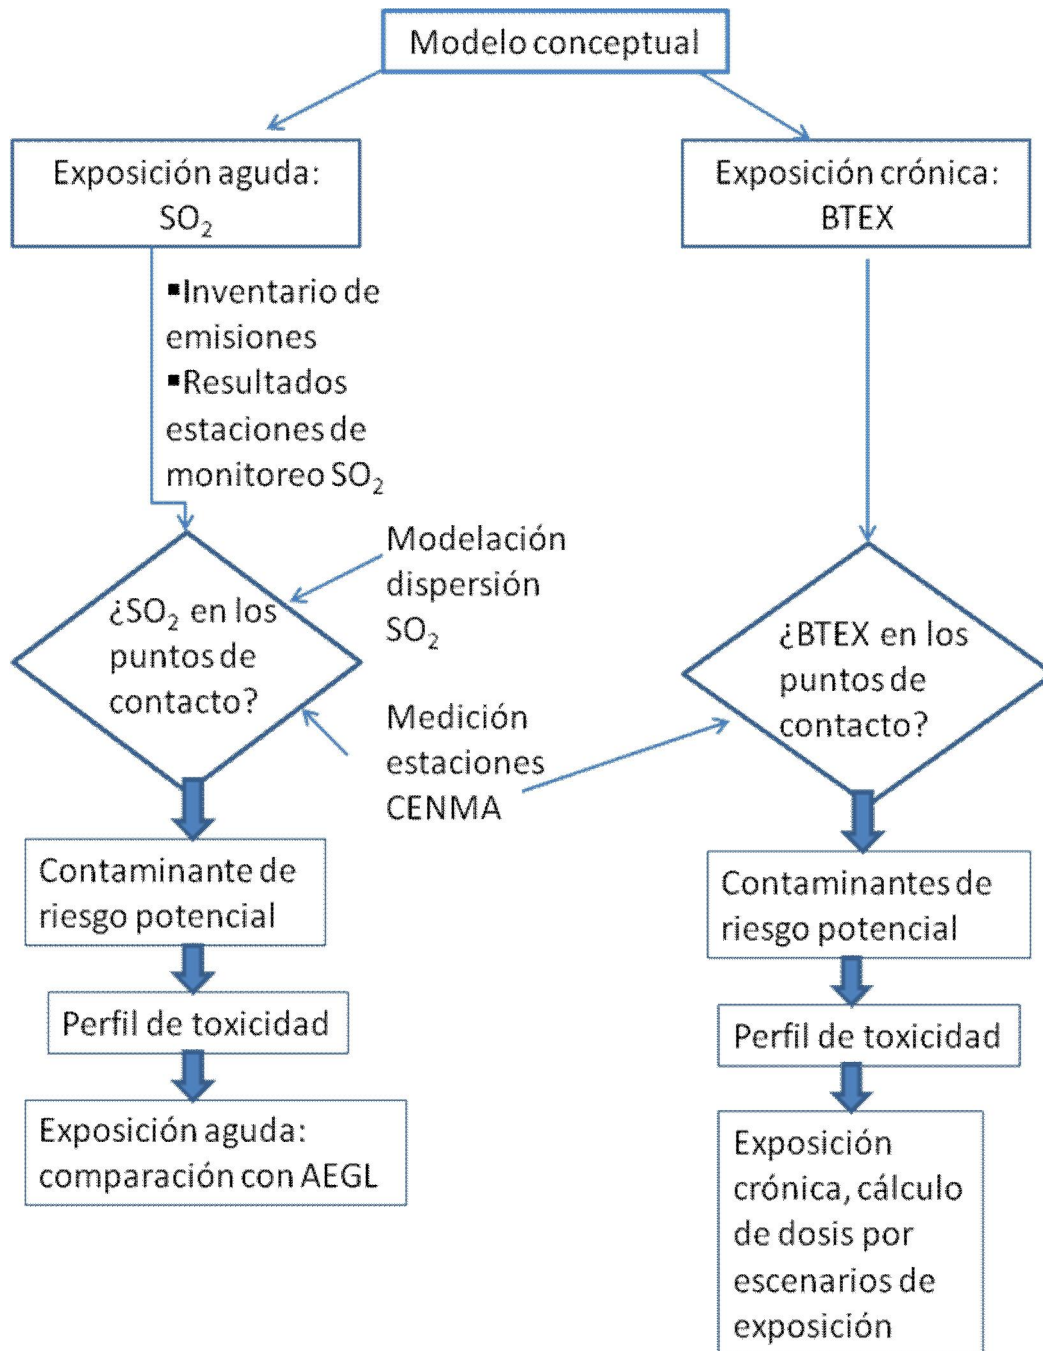 Modelo conceptual
Exposición aguda:
SO₂
Exposición crónica:
BTEX
▪Inventario de
emisiones
▪Resultados
estaciones de
monitoreo SO₂
¿SO₂ en los
puntos de
contacto?
Modelación
dispersión
SO₂
Medición
estaciones
CENMA
¿BTEX en los
puntos de
contacto?
Contaminante de
riesgo potencial
Perfil de toxicidad
Exposición aguda:
comparación con AEGL
Contaminantes de
riesgo potencial
Perfil de toxicidad
Exposición
crónica, cálculo
de dosis por
escenarios de
exposición